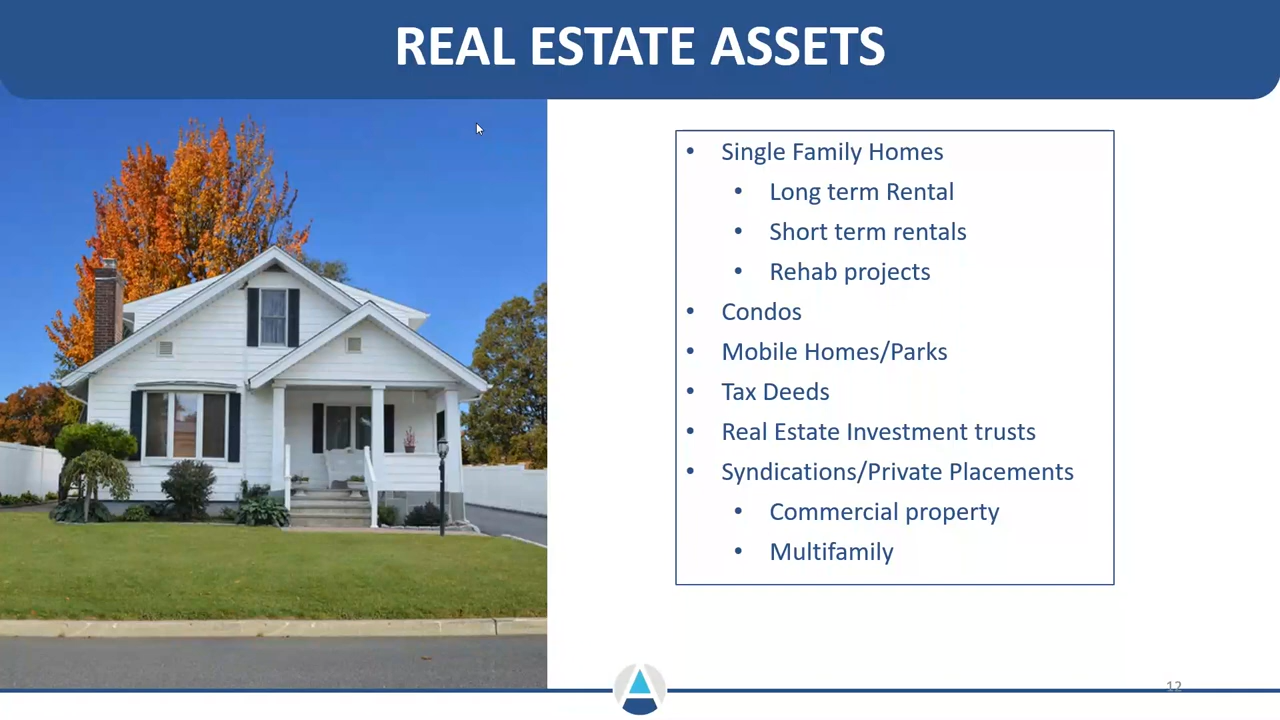 REAL ESTATE ASSETS
• Single Family Homes
• Long term Rental
• Short term rentals
• Rehab projects
• Condos
• Mobile Homes/Parks
• Tax Deeds
• Real Estate Investment trusts
• Syndications/Private Placements
• Commercial property
• Multifamily
12